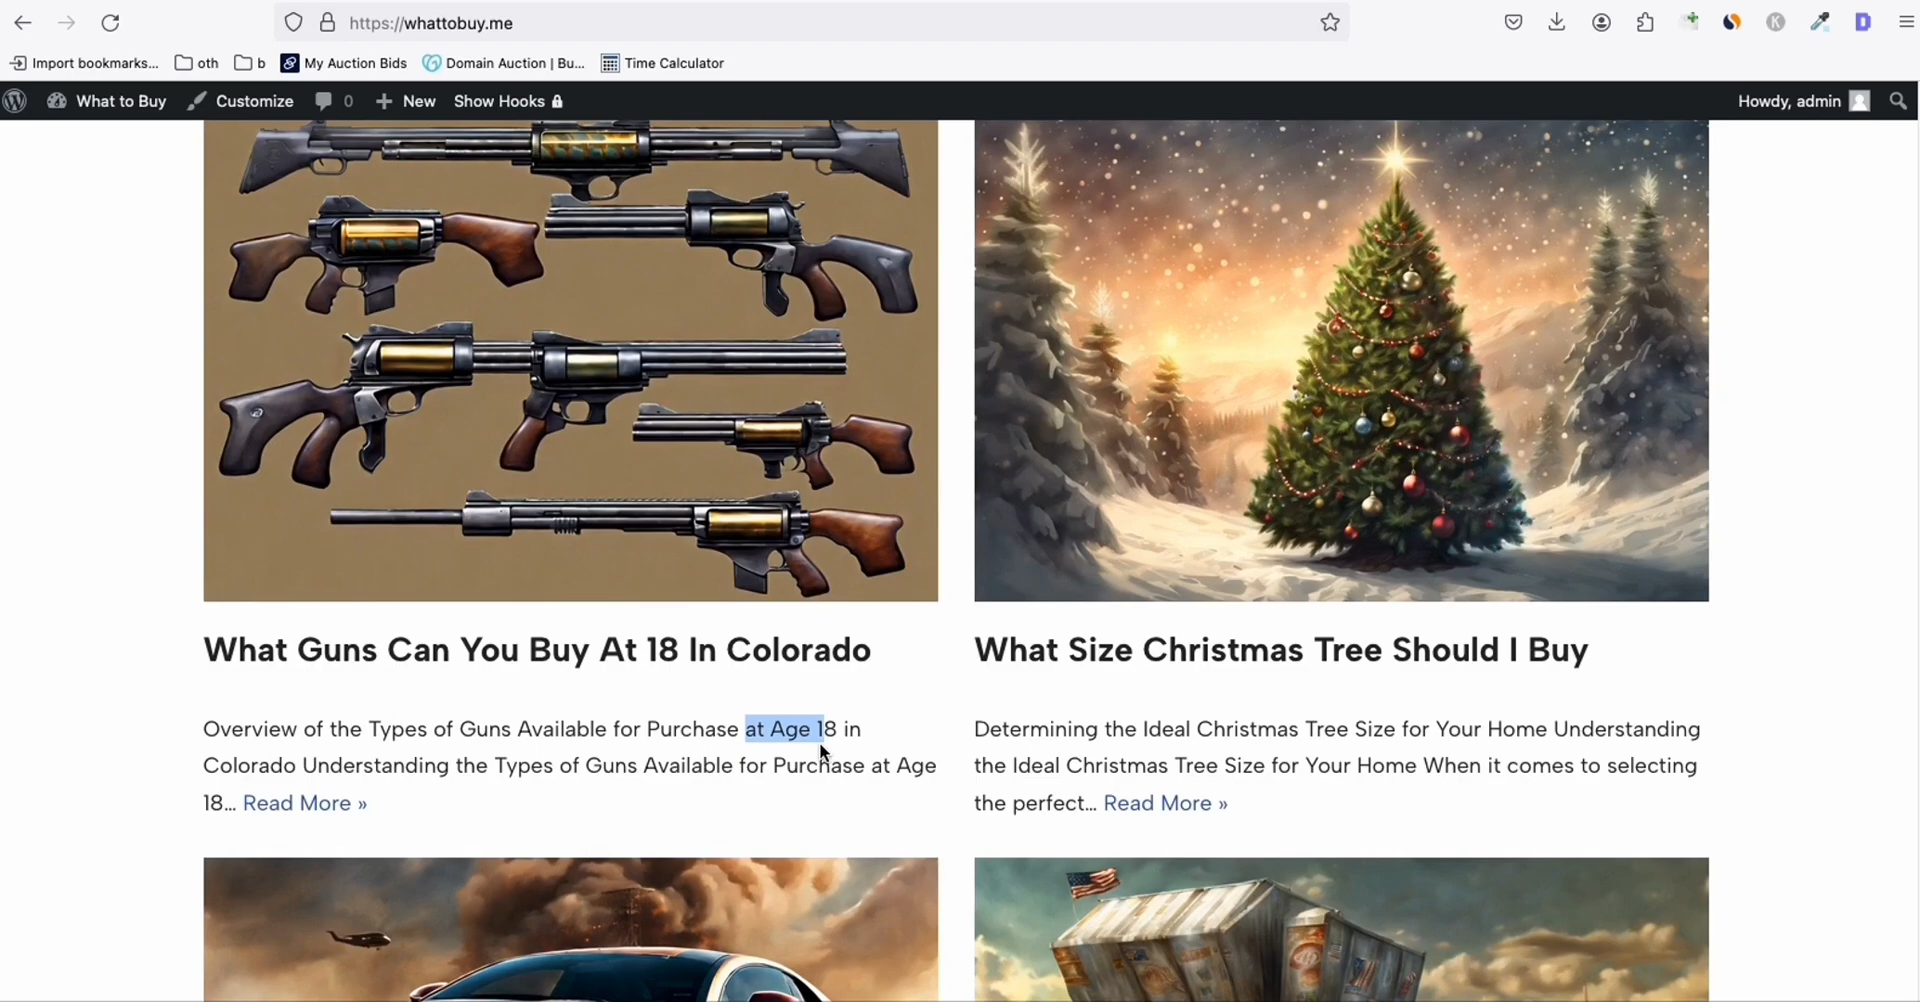 https://whattobuy.me
Import bookmarks... oth b My Auction Bids Domain Auction | Bu... Time Calculator
What to Buy Customize 0 New Show Hooks Howdy, admin
What Guns Can You Buy At 18 In Colorado
Overview of the Types of Guns Available for Purchase at Age 18 in
Colorado Understanding the Types of Guns Available for Purchase at Age
18... Read More »
What Size Christmas Tree Should I Buy
Determining the Ideal Christmas Tree Size for Your Home Understanding
the Ideal Christmas Tree Size for Your Home When it comes to selecting
the perfect... Read More »